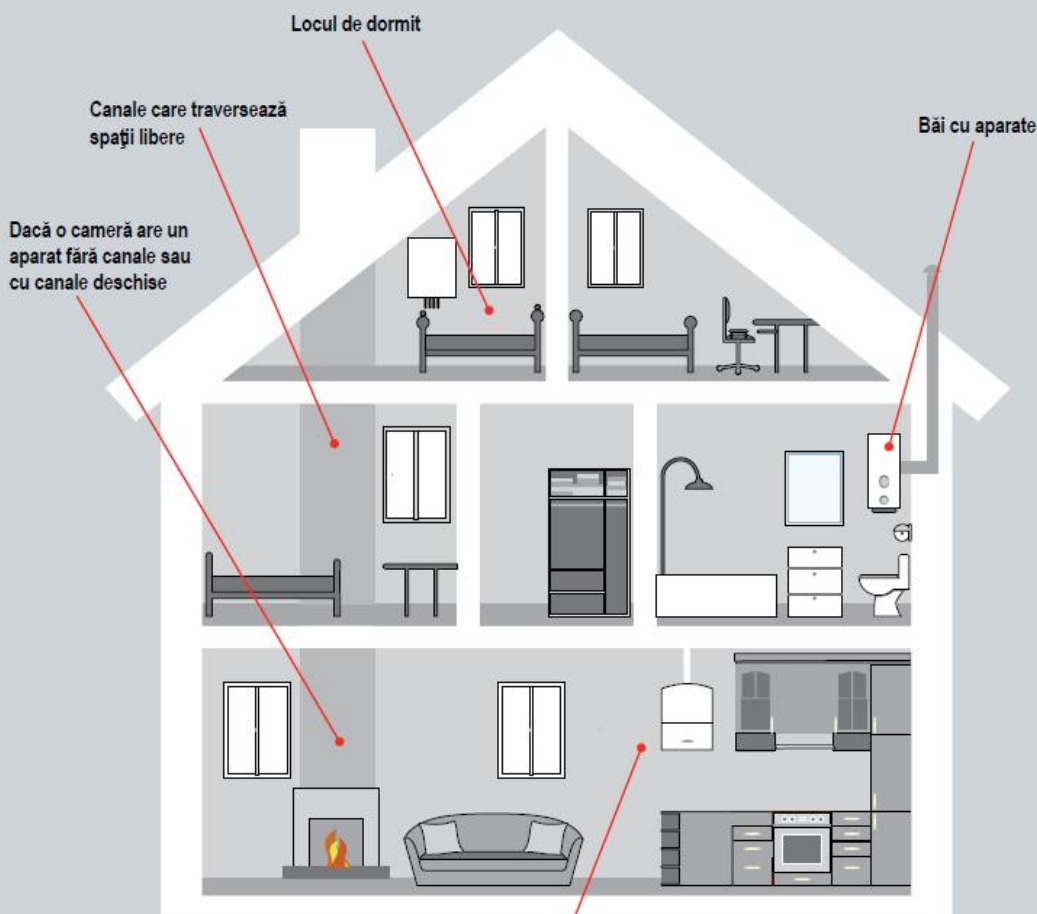 Locul de dormit
Canale care traversează
spații libere
Băi cu aparate
Dacă o cameră are un
aparat fără canale sau
cu canale deschise